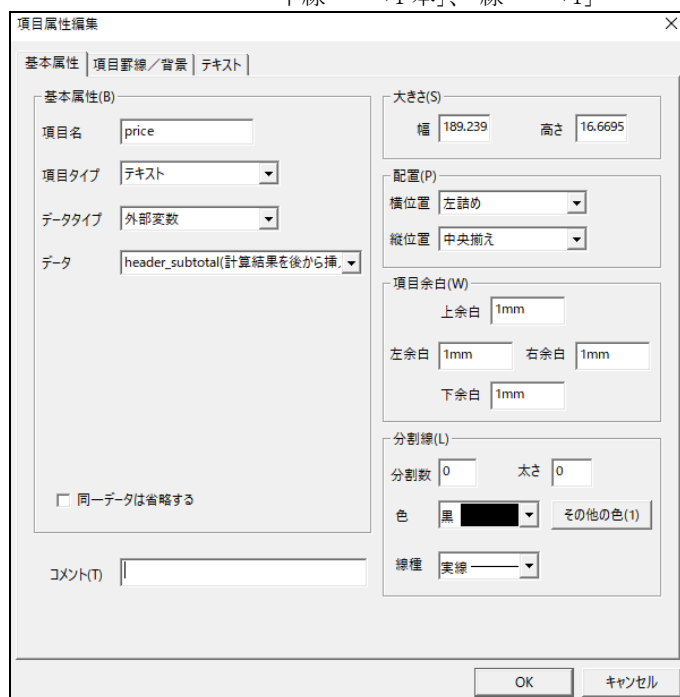 項目属性編集
基本属性 項目罫線／背景 テキスト
基本属性(B)
項目名 price
項目タイプ テキスト
データタイプ 外部変数
データ header_subtotal(計算結果を後から挿
同一データは省略する
コメント(T)
大きさ(S)
幅 189.239 高さ 16.6695
配置(P)
横位置 左詰め
縦位置 中央揃え
項目余白(W)
上余白 1mm
左余白 1mm 右余白 1mm
下余白 1mm
分割線(L)
分割数 0 太さ 0
色 黒 その他の色(1)
線種 実線
OK キャンセル